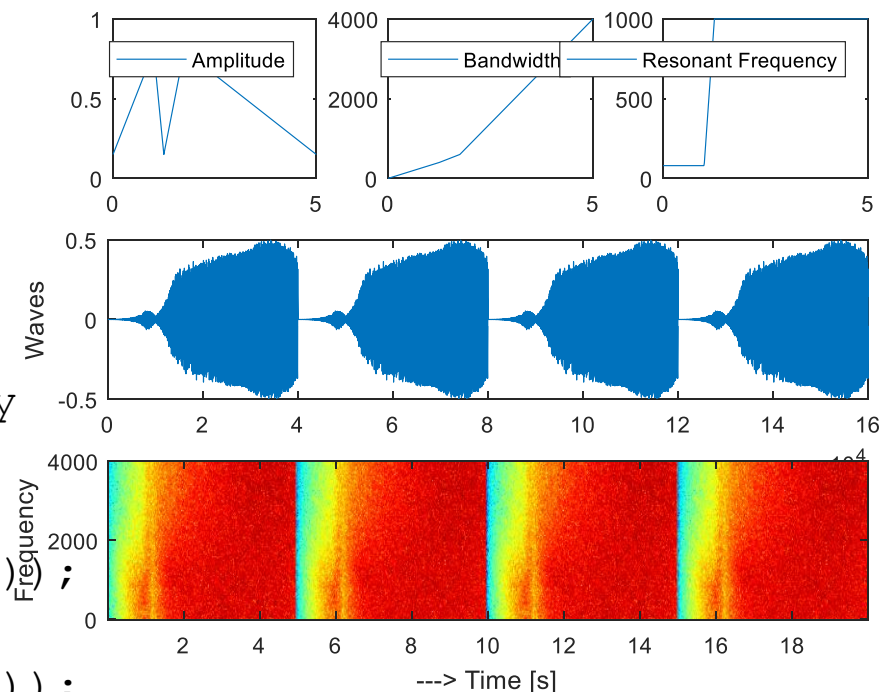 1 4000 1000
Amplitude Bandwidth Resonant Frequency
0.5 2000 500
0 0 0
0 5 0 5 0 5
0.5
Waves
0
-0.5
0 2 4 6 8 10 12 14 16
y
4000
Frequency
2000
));
0
2 4 6 8 10 12 14 16 18
---> Time [s]
));